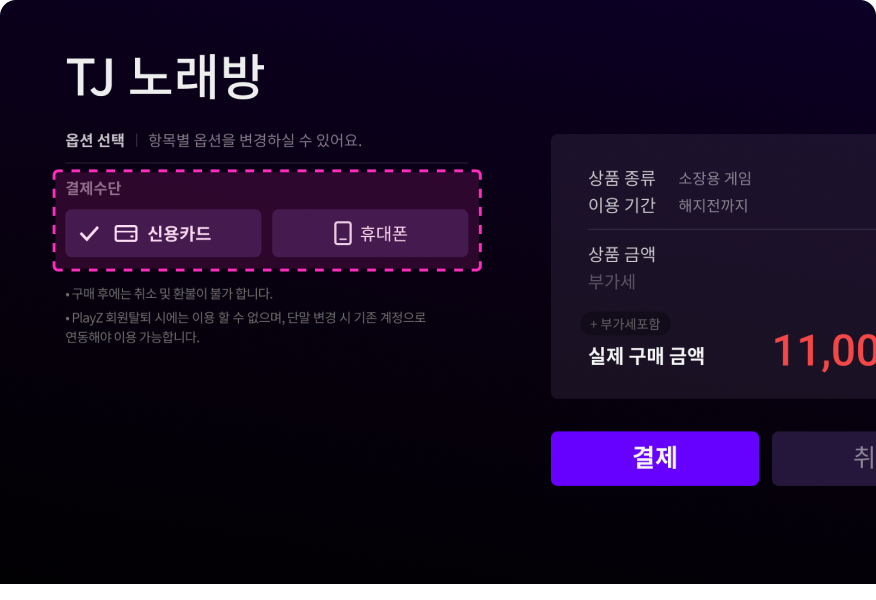 TJ 노래방
옵션 선택 | 항목별 옵션을 변경하실 수 있어요.
결제수단
신용카드
휴대폰
• 구매 후에는 취소 및 환불이 불가 합니다.
• PlayZ 회원탈퇴 시에는 이용 할 수 없으며, 단말 변경 시 기존 계정으로
연동해야 이용 가능합니다.
상품 종류 소장용 게임
이용 기간 해지전까지
상품 금액
부가세
+ 부가세포함
실제 구매 금액 11,00
결제
취